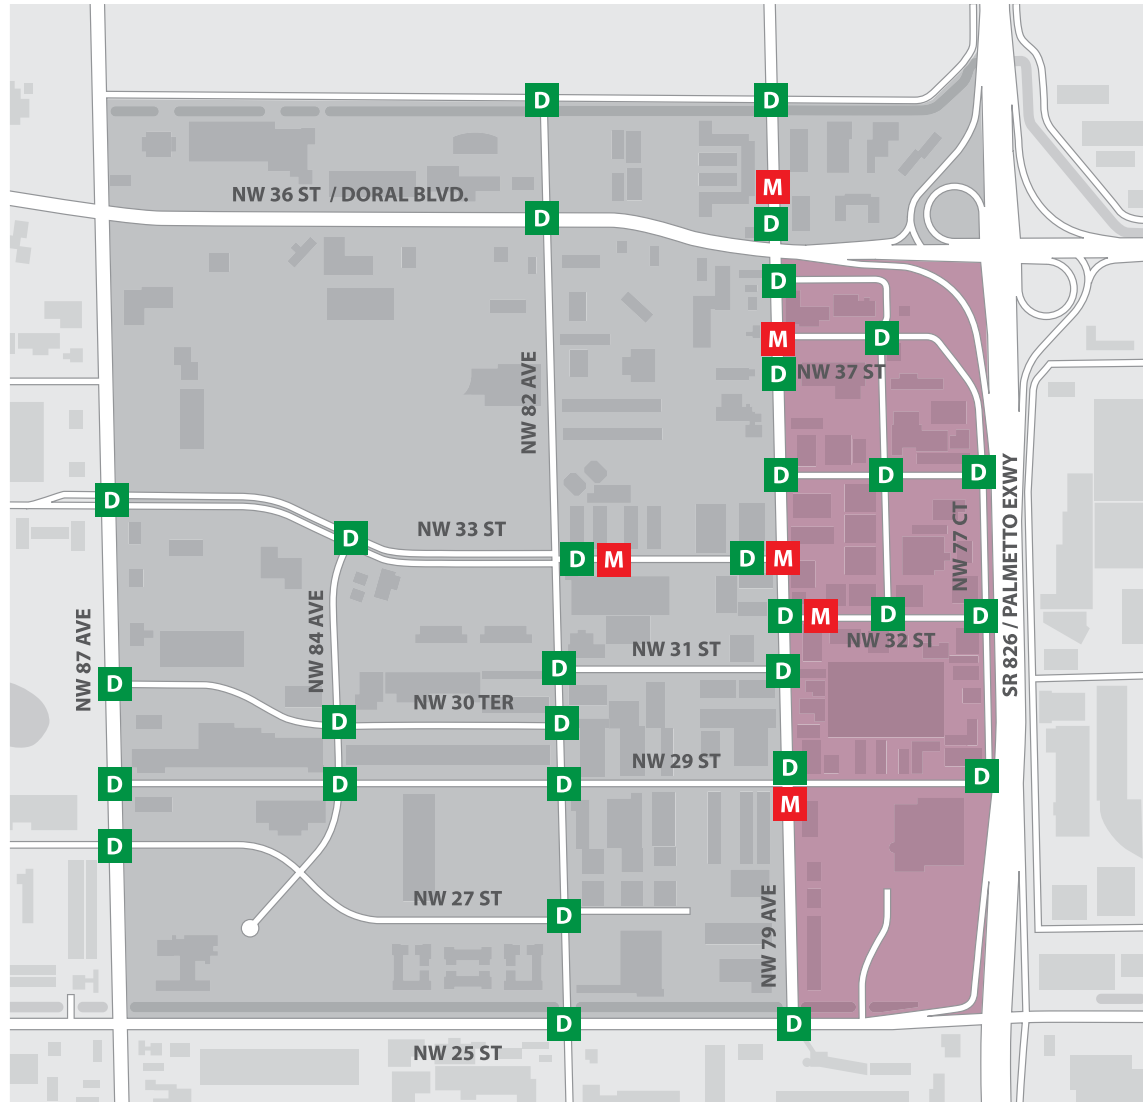 D
D
M
NW 36 ST / DORAL BLVD.
D
D
D
M
D
D
NW 37 ST
NW 82 AVE
D
D
D
SR 826 / PALMETTO EXWY
D
NW 77 CT
NW 33 ST
D
D
M
D
M
NW 84 AVE
NW 87 AVE
D
M
D
D
NW 32 ST
NW 31 ST
D
D
D
NW 30 TER
D
D
NW 29 ST
D
D
D
D
D
M
D
NW 27 ST
D
NW 79 AVE
D
D
NW 25 ST